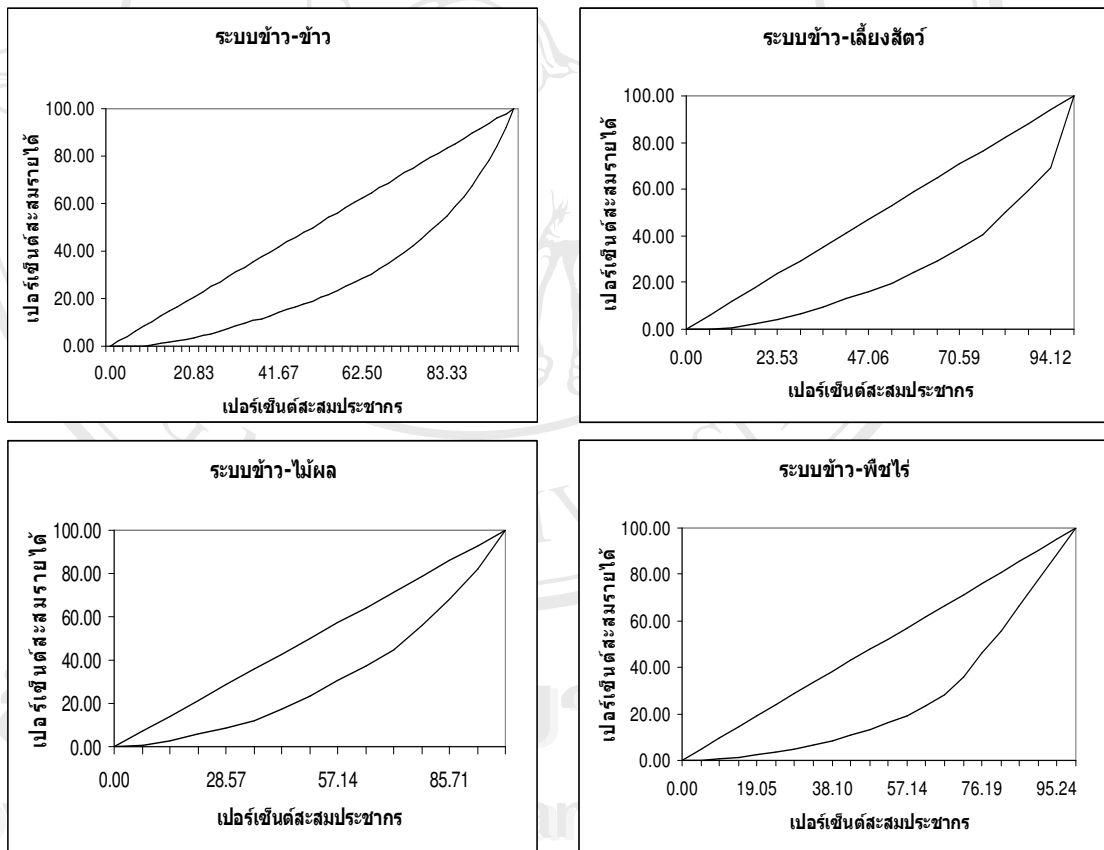 ระบบข้าว-ข้าว
เปอร์เซ็นต์สะสมรายได้
100.00
80.00
60.00
40.00
20.00
0.00
0.00 20.83 41.67 62.50 83.33
เปอร์เซ็นต์สะสมประชากร
ระบบข้าว-เลี้ยงสัตว์
เปอร์เซ็นต์สะสมรายได้
100.00
80.00
60.00
40.00
20.00
0.00
0.00 23.53 47.06 70.59 94.12
เปอร์เซ็นต์สะสมประชากร
ระบบข้าว-ไม้ผล
เปอร์เซ็นต์สะสมรายได้
100.00
80.00
60.00
40.00
20.00
0.00
0.00 28.57 57.14 85.71
เปอร์เซ็นต์สะสมประชากร
ระบบข้าว-พืชไร่
เปอร์เซ็นต์สะสมรายได้
100.00
80.00
60.00
40.00
20.00
0.00
0.00 19.05 38.10 57.14 76.19 95.24
เปอร์เซ็นต์สะสมประชากร